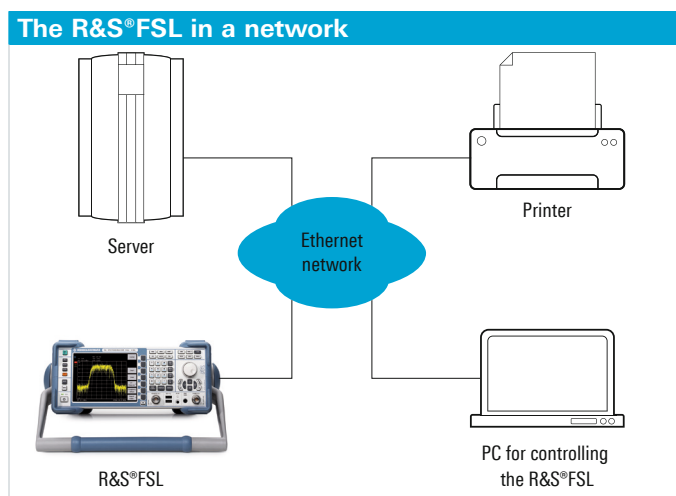 The R&S®FSL in a network
Server
Printer
Ethernet
network
R&S®FSL
PC for controlling
the R&S®FSL